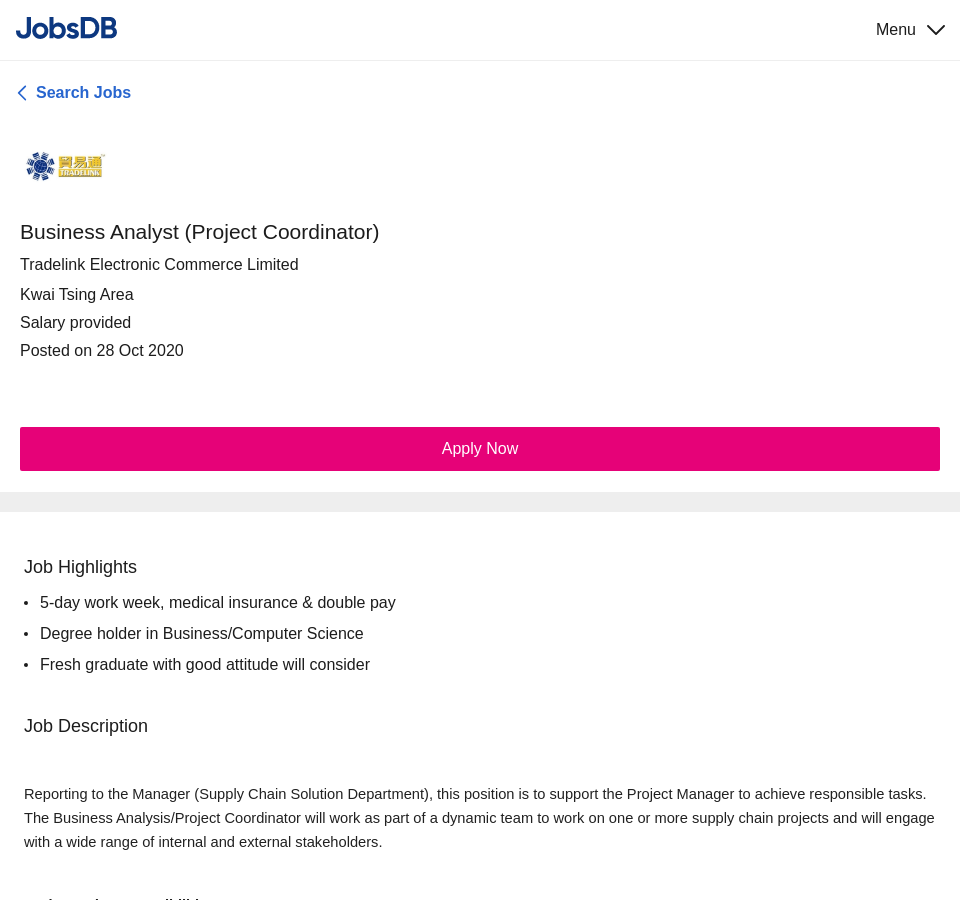 JobsDB
Menu
Search Jobs
貿易通
TRADELINK
Business Analyst (Project Coordinator)
Tradelink Electronic Commerce Limited
Kwai Tsing Area
Salary provided
Posted on 28 Oct 2020
Apply Now
Job Highlights
• 5-day work week, medical insurance & double pay
• Degree holder in Business/Computer Science
• Fresh graduate with good attitude will consider
Job Description
Reporting to the Manager (Supply Chain Solution Department), this position is to support the Project Manager to achieve responsible tasks.
The Business Analysis/Project Coordinator will work as part of a dynamic team to work on one or more supply chain projects and will engage
with a wide range of internal and external stakeholders.